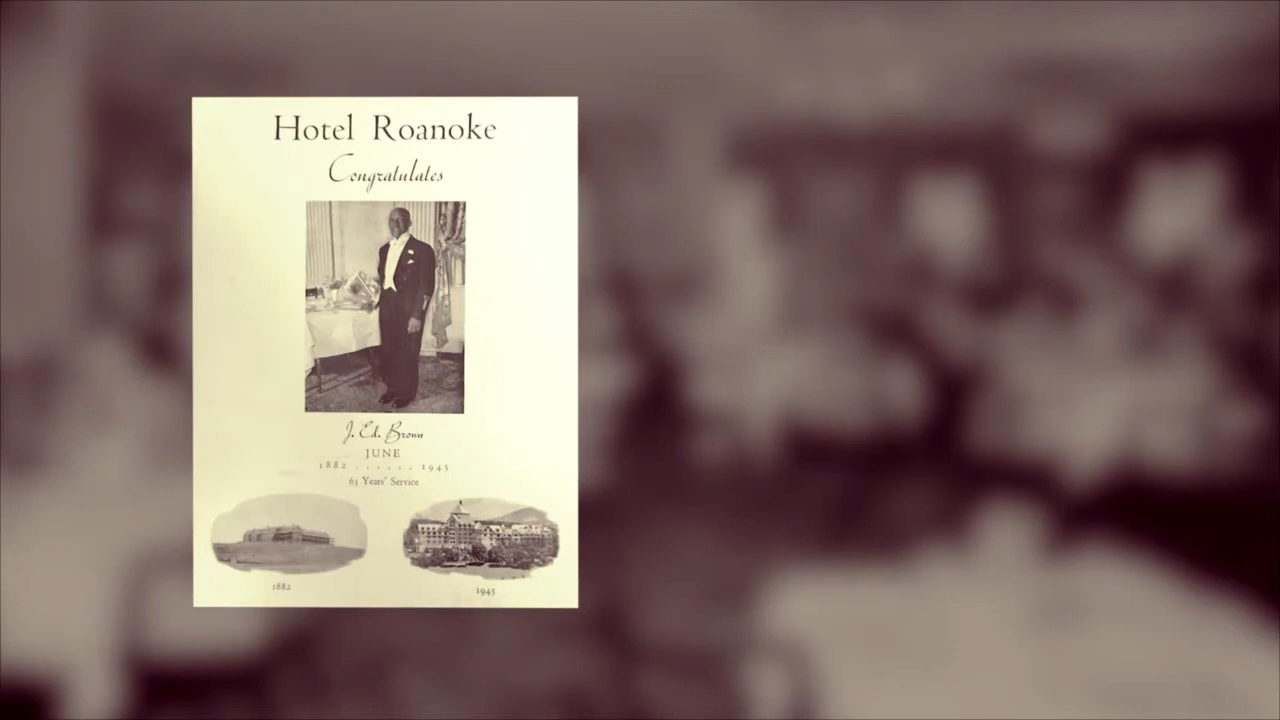 Hotel Roanoke
Congratulates
J. Ed. Brown
JUNE
1882 . . . . . . 1945
63 Years' Service
1882
1945